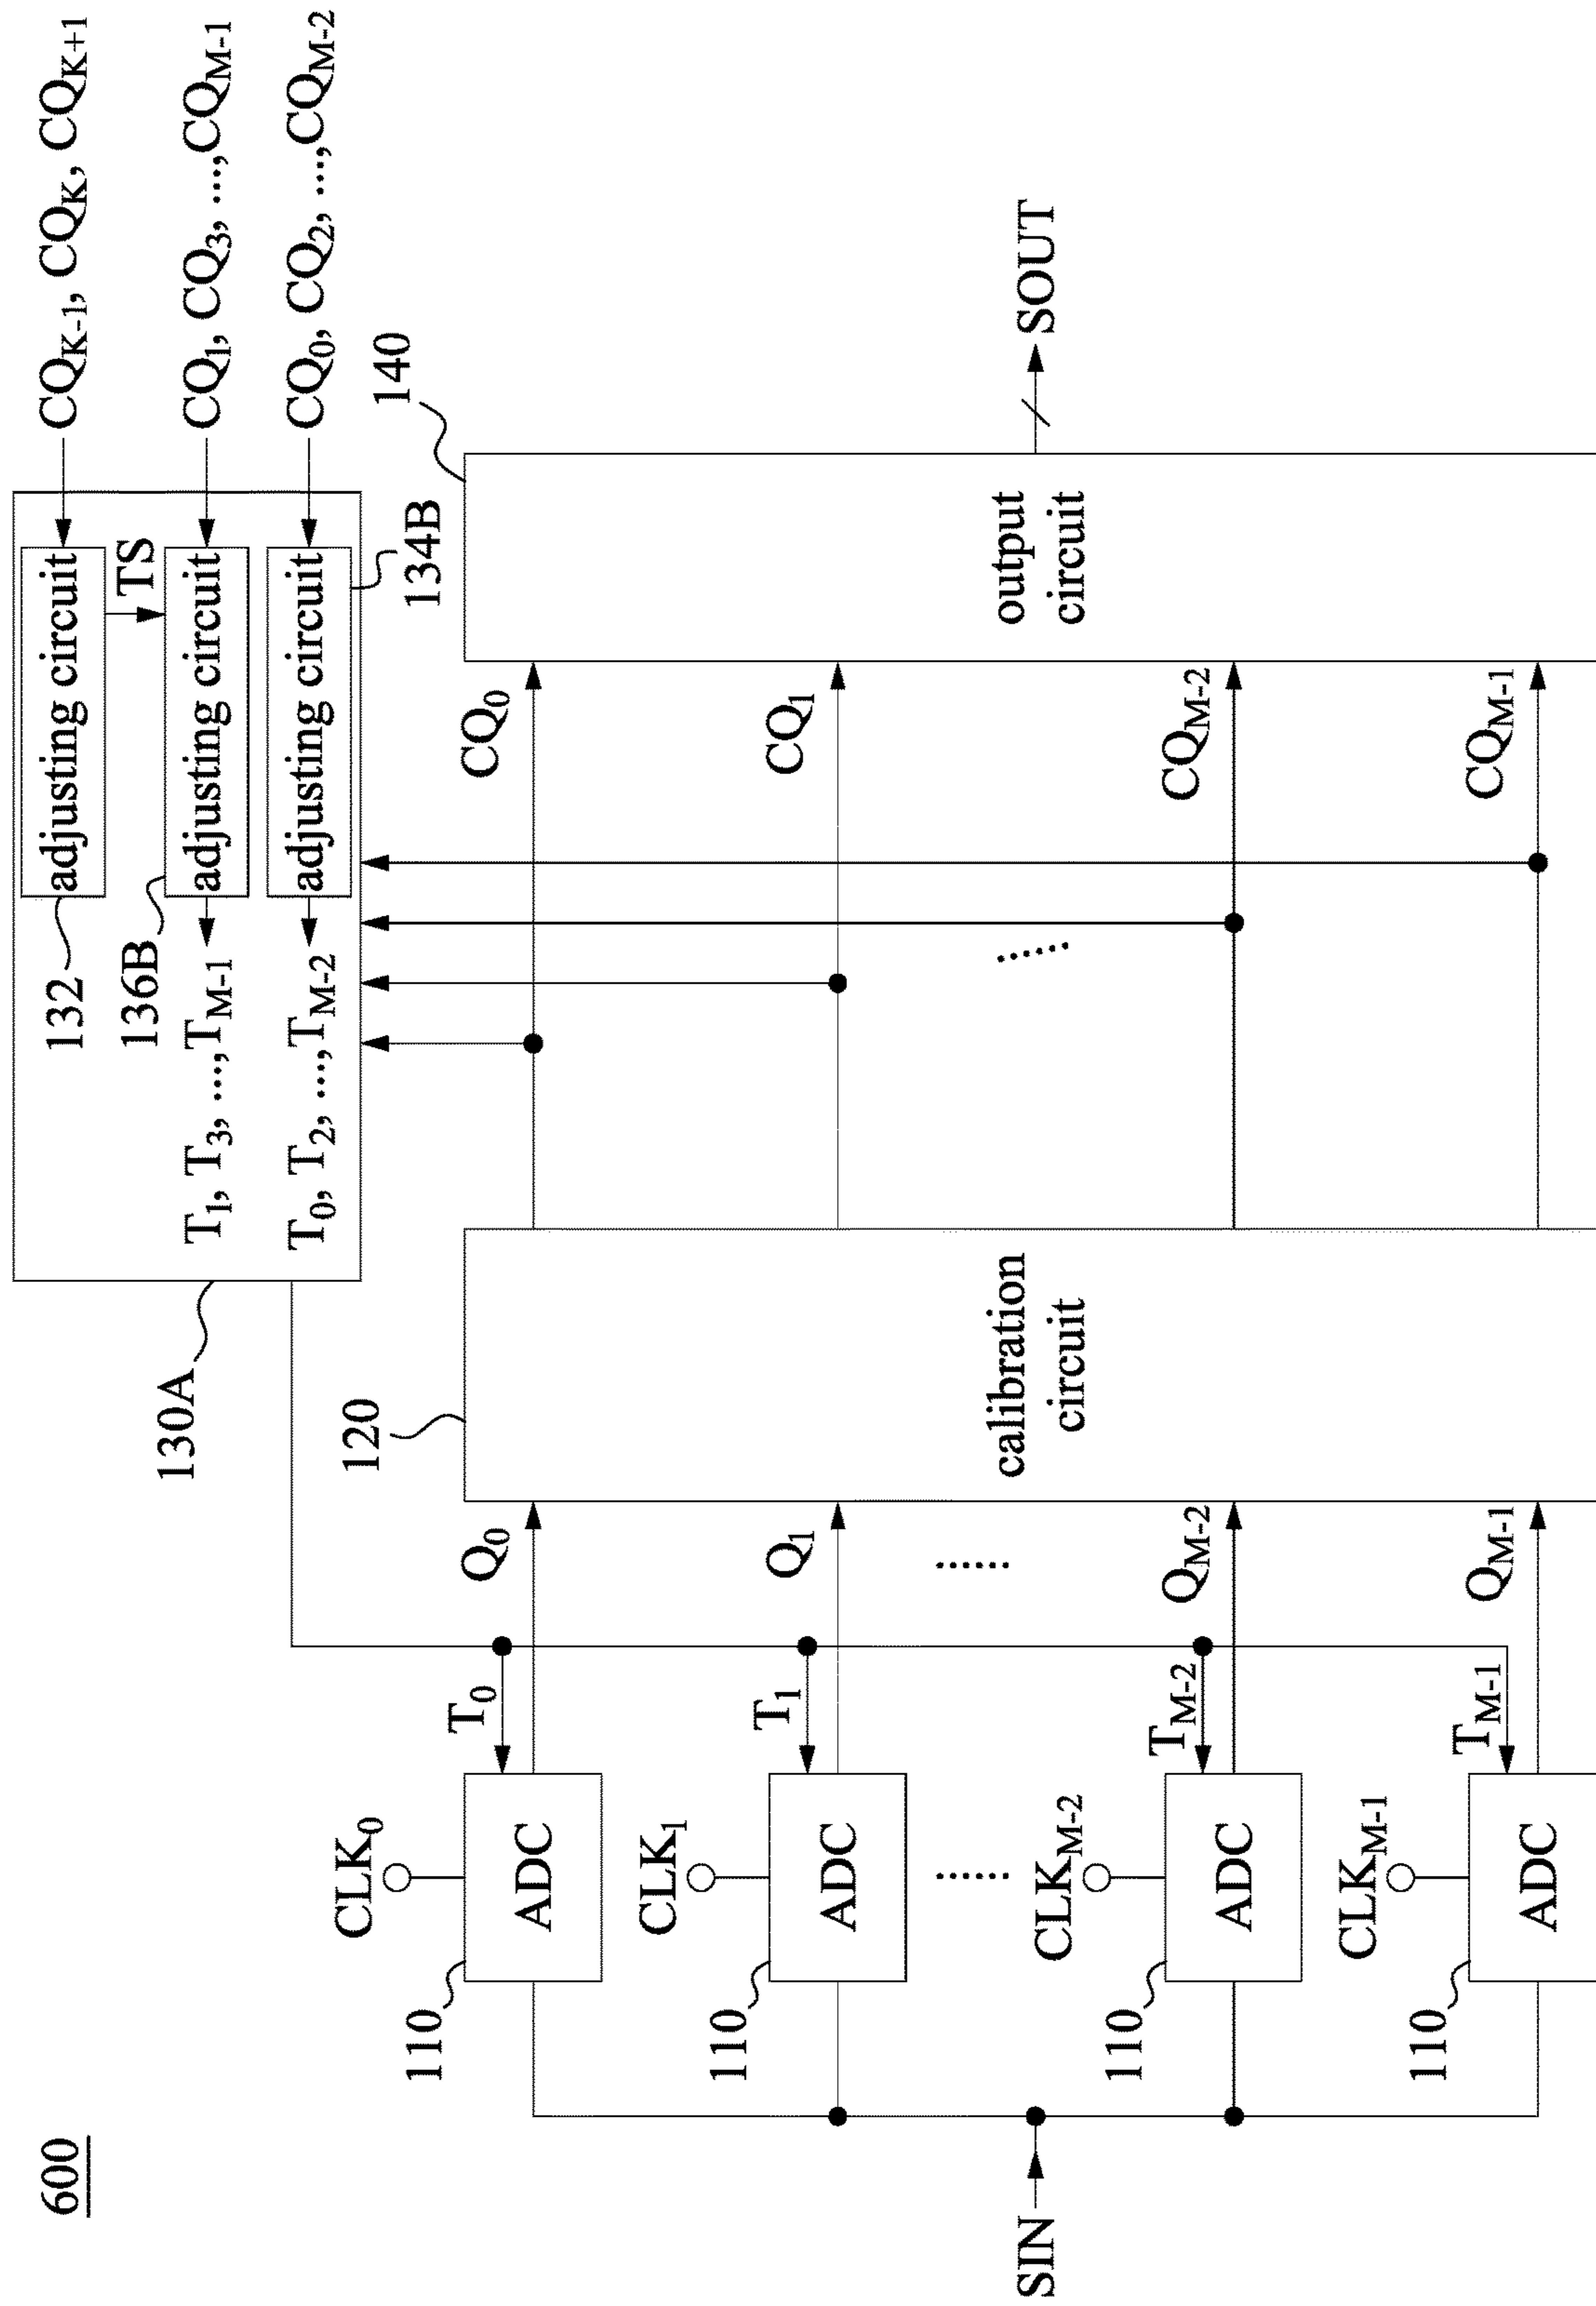 600
132
adjusting circuit
CQK-1, CQK, CQK+1
TS
136B
T1, T3, ...,TM-1
adjusting circuit
CQ1, CQ3, ...,CQM-1
T0, T2, ...,TM-2
adjusting circuit
CQ0, CQ2, ...,CQM-2
130A
134B
120
140
CLK0
110
ADC
T0
Q0
CQ0
CLK1
110
ADC
T1
Q1
CQ1
......
......
......
calibration
circuit
output
circuit
SIN
SOUT
CLKM-2
110
ADC
TM-2
QM-2
CQM-2
CLKM-1
110
ADC
TM-1
QM-1
CQM-1